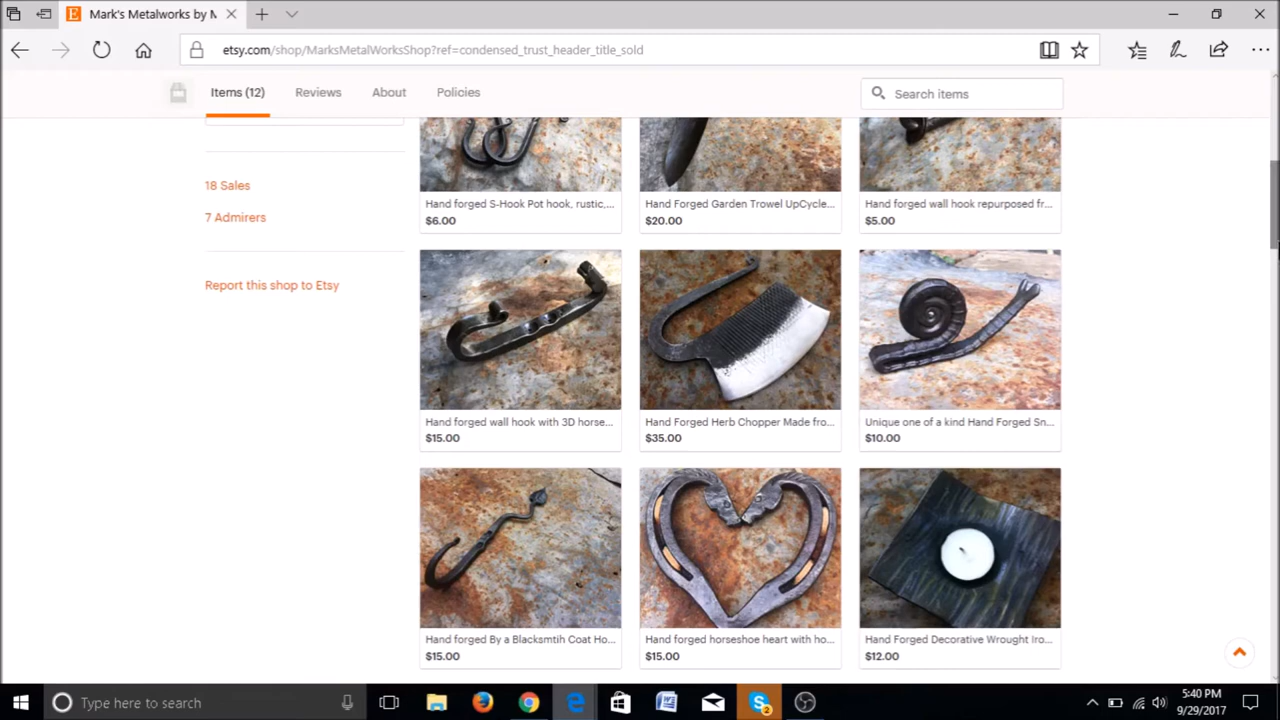 Mark's Metalworks by M
etsy.com/shop/MarksMetalWorksShop?ref=condensed_trust_header_title_sold
Items (12)
Reviews
About
Policies
Search items
18 Sales
7 Admirers
Report this shop to Etsy
Hand forged S-Hook Pot hook, rustic,...
$6.00
Hand Forged Garden Trowel UpCycle...
$20.00
Hand forged wall hook repurposed fr...
$5.00
Hand forged wall hook with 3D horse...
$15.00
Hand Forged Herb Chopper Made fro...
$35.00
Unique one of a kind Hand Forged Sn...
$10.00
Hand forged By a Blacksmtih Coat Ho...
$15.00
Hand forged horseshoe heart with ho...
$15.00
Hand Forged Decorative Wrought Iro...
$12.00
Type here to search
2
5:40 PM
9/29/2017